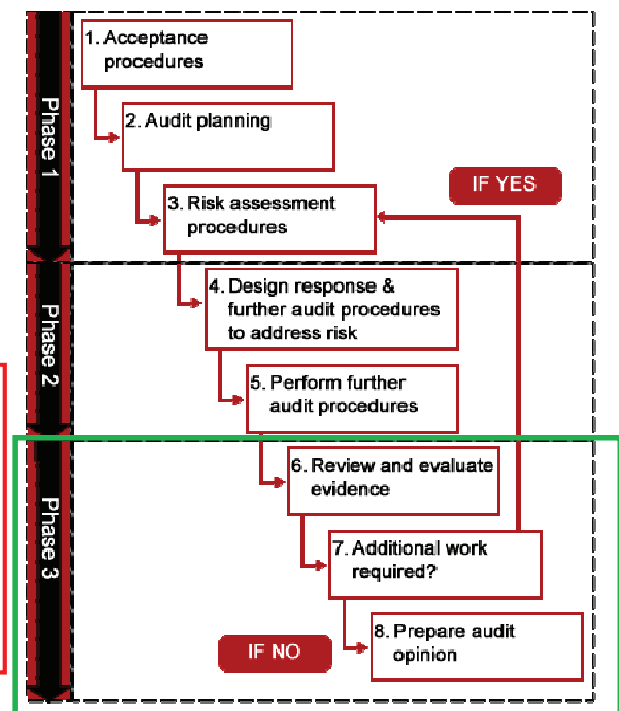 Phase 1
1. Acceptance
procedures
2. Audit planning
IF YES
3. Risk assessment
procedures
Phase 2
4. Design response &
further audit procedures
to address risk
5. Perform further
audit procedures
Phase 3
6. Review and evaluate
evidence
7. Additional work
required?
IF NO
8. Prepare audit
opinion